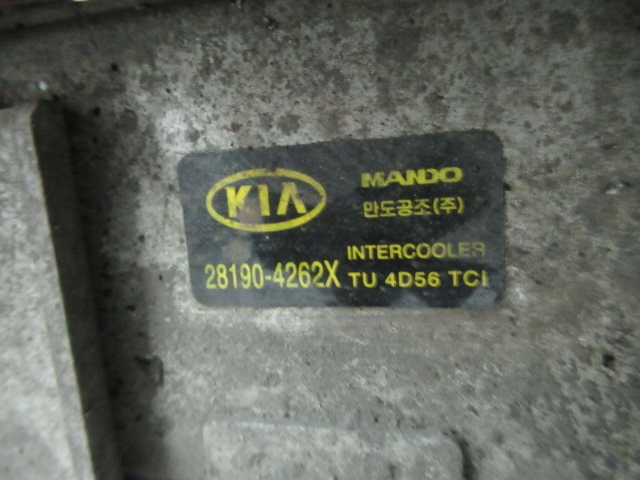 KIA
MANDO
만도공조(주)
INTERCOOLER
28190-4262X TU 4D56 TCI